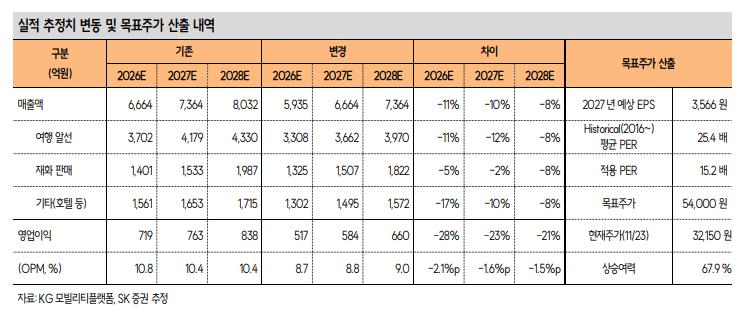 실적 추정치 변동 및 목표주가 산출 내역
구분 (억원) 기존 변경 차이 목표주가 산출
2026E 2027E 2028E 2026E 2027E 2028E 2026E 2027E 2028E
매출액 6,664 7,364 8,032 5,935 6,664 7,364 -11% -10% -8% 2027년 예상 EPS 3,566 원
여행 알선 3,702 4,179 4,330 3,308 3,662 3,970 -11% -12% -8% Historical(2016~) 평균 PER 25.4 배
재화 판매 1,401 1,533 1,987 1,325 1,507 1,822 -5% -2% -8% 적용 PER 15.2 배
기타(호텔 등) 1,561 1,653 1,715 1,302 1,495 1,572 -17% -10% -8% 목표주가 54,000 원
영업이익 719 763 838 517 584 660 -28% -23% -21% 현재주가(11/23) 32,150 원
(OPM, %) 10.8 10.4 10.4 8.7 8.8 9.0 -2.1%p -1.6%p -1.5%p 상승여력 67.9 %
자료: KG 모빌리티플랫폼, SK 증권 추정